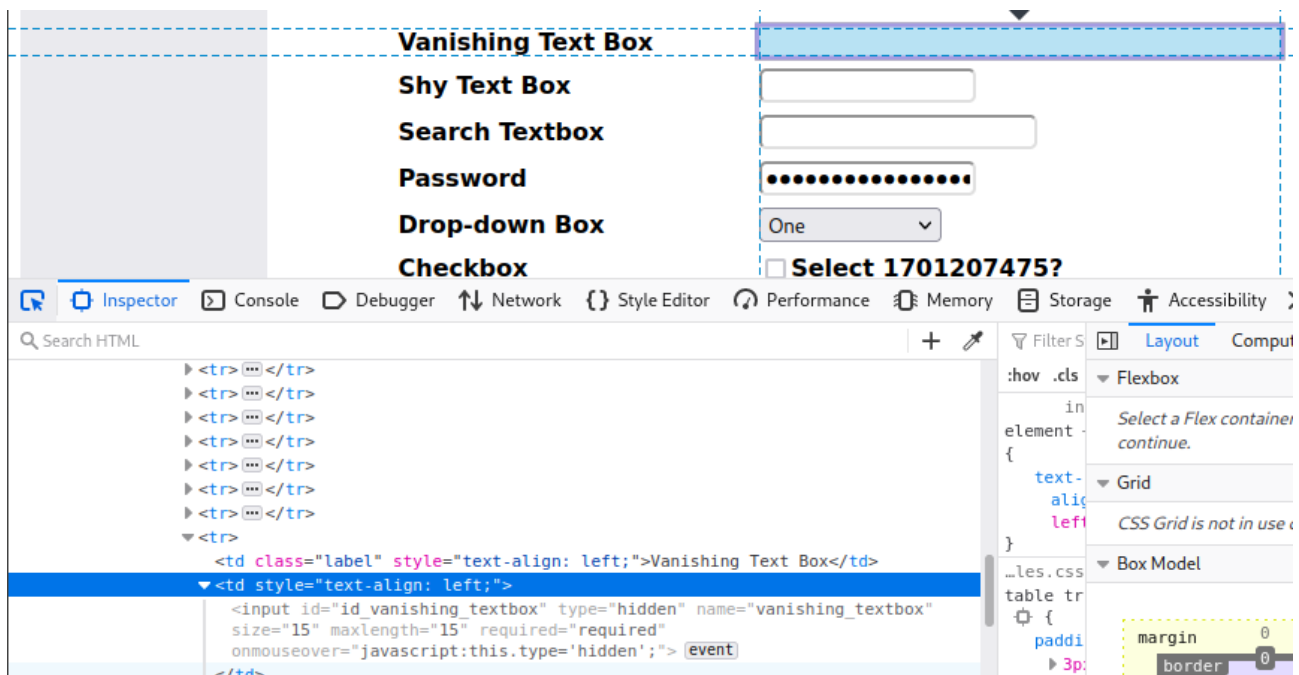 Vanishing Text Box
Shy Text Box
Search Textbox
Password ••••••••••••••••
Drop-down Box One
Checkbox Select 1701207475?
Inspector Console Debugger Network Style Editor Performance Memory Storage Accessibility
Search HTML
Filter S
Layout Comput
<tr>···</tr>
<tr>···</tr>
<tr>···</tr>
<tr>···</tr>
<tr>···</tr>
<tr>···</tr>
<tr>···</tr>
<tr>
<td class="label" style="text-align: left;">Vanishing Text Box</td>
<td style="text-align: left;">
<input id="id_vanishing_textbox" type="hidden" name="vanishing_textbox"
size="15" maxlength="15" required="required"
onmouseover="javascript:this.type='hidden';"> event
</td>
:hov .cls
in
element
{
text-
alig
left
}
…les.css
table tr
{
paddi
3px
Flexbox
Select a Flex container
continue.
Grid
CSS Grid is not in use o
Box Model
margin 0
border 0